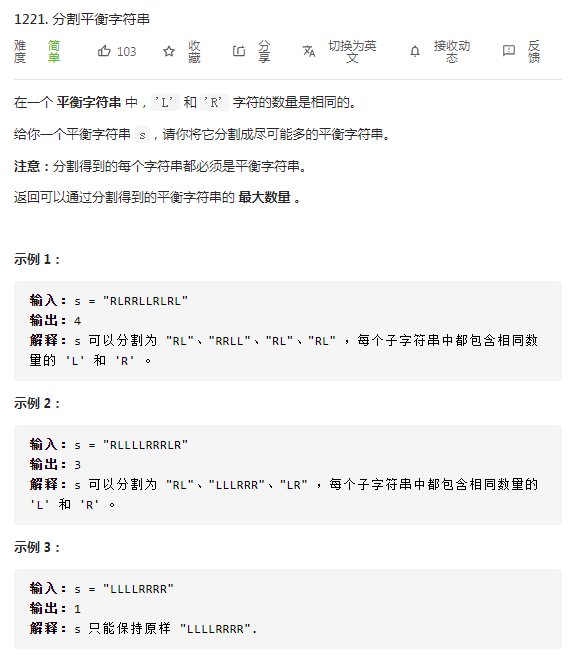 1221. 分割平衡字符串
难度 简单 103 收藏 分享 切换为英文 接收动态 反馈
在一个 平衡字符串 中，'L' 和 'R' 字符的数量是相同的。
给你一个平衡字符串 s，请你将它分割成尽可能多的平衡字符串。
注意：分割得到的每个字符串都必须是平衡字符串。
返回可以通过分割得到的平衡字符串的 最大数量 。
示例 1：
输入：s = "RLRRLLRLRL"
输出：4
解释：s 可以分割为 "RL"、"RRLL"、"RL"、"RL" ，每个子字符串中都包含相同数
量的 'L' 和 'R' 。
示例 2：
输入：s = "RLLLLRRRLR"
输出：3
解释：s 可以分割为 "RL"、"LLLRRR"、"LR" ，每个子字符串中都包含相同数量的
'L' 和 'R' 。
示例 3：
输入：s = "LLLLRRRR"
输出：1
解释：s 只能保持原样 "LLLLRRRR".